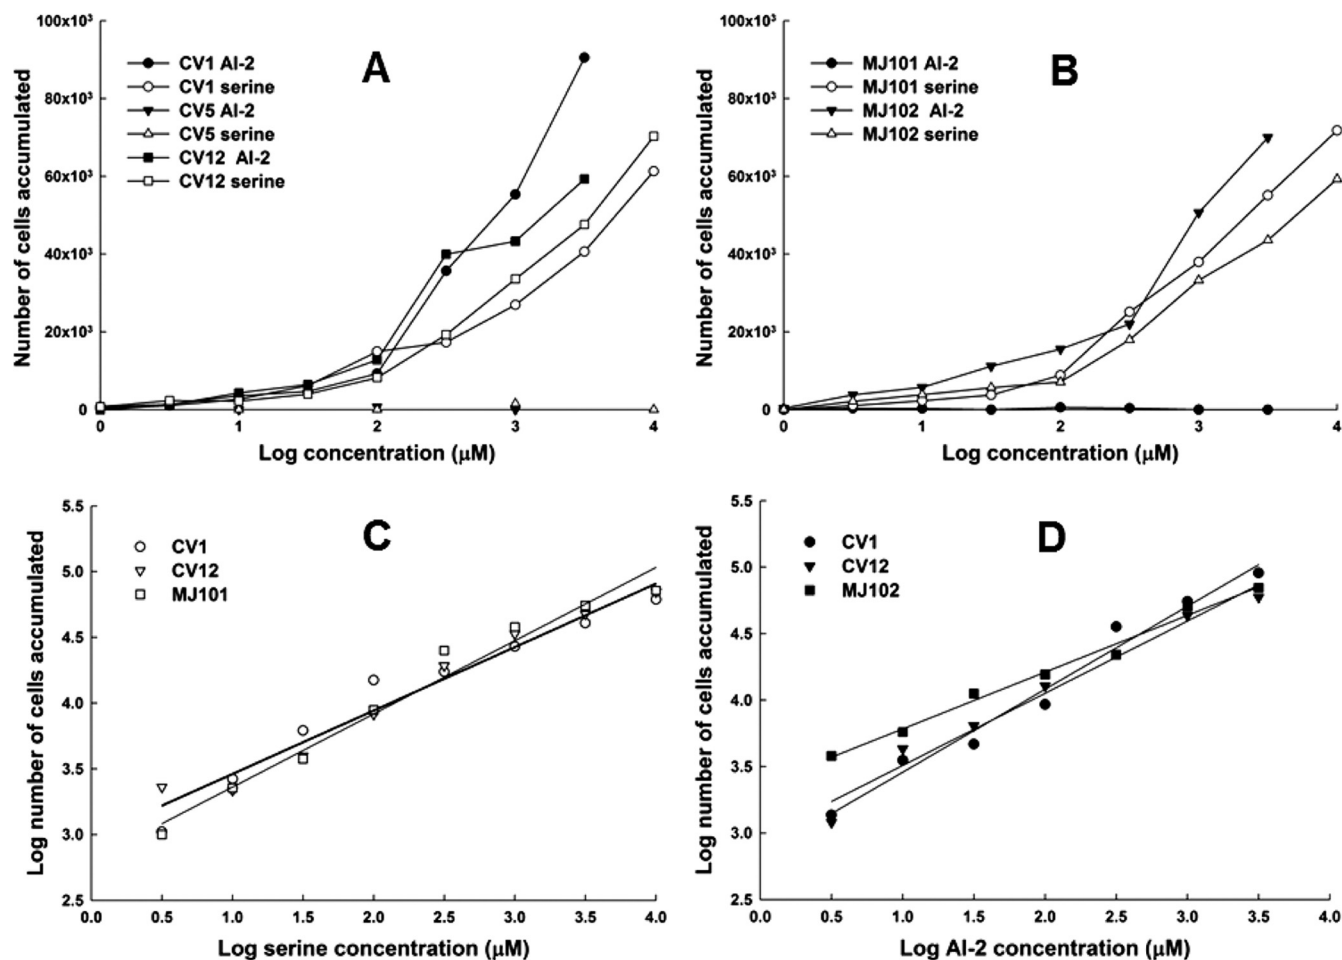 A
Number of cells accumulated
100x10³
80x10³
60x10³
40x10³
20x10³
0
CV1 AI-2
CV1 serine
CV5 AI-2
CV5 serine
CV12 AI-2
CV12 serine
0 1 2 3 4
Log concentration (μM)
B
Number of cells accumulated
100x10³
80x10³
60x10³
40x10³
20x10³
0
MJ101 AI-2
MJ101 serine
MJ102 AI-2
MJ102 serine
0 1 2 3 4
Log concentration (μM)
C
Log number of cells accumulated
5.5
5.0
4.5
4.0
3.5
3.0
2.5
CV1
CV12
MJ101
0.0 0.5 1.0 1.5 2.0 2.5 3.0 3.5 4.0
Log serine concentration (μM)
D
Log number of cells accumulated
5.5
5.0
4.5
4.0
3.5
3.0
2.5
CV1
CV12
MJ102
0.0 0.5 1.0 1.5 2.0 2.5 3.0 3.5 4.0
Log AI-2 concentration (μM)